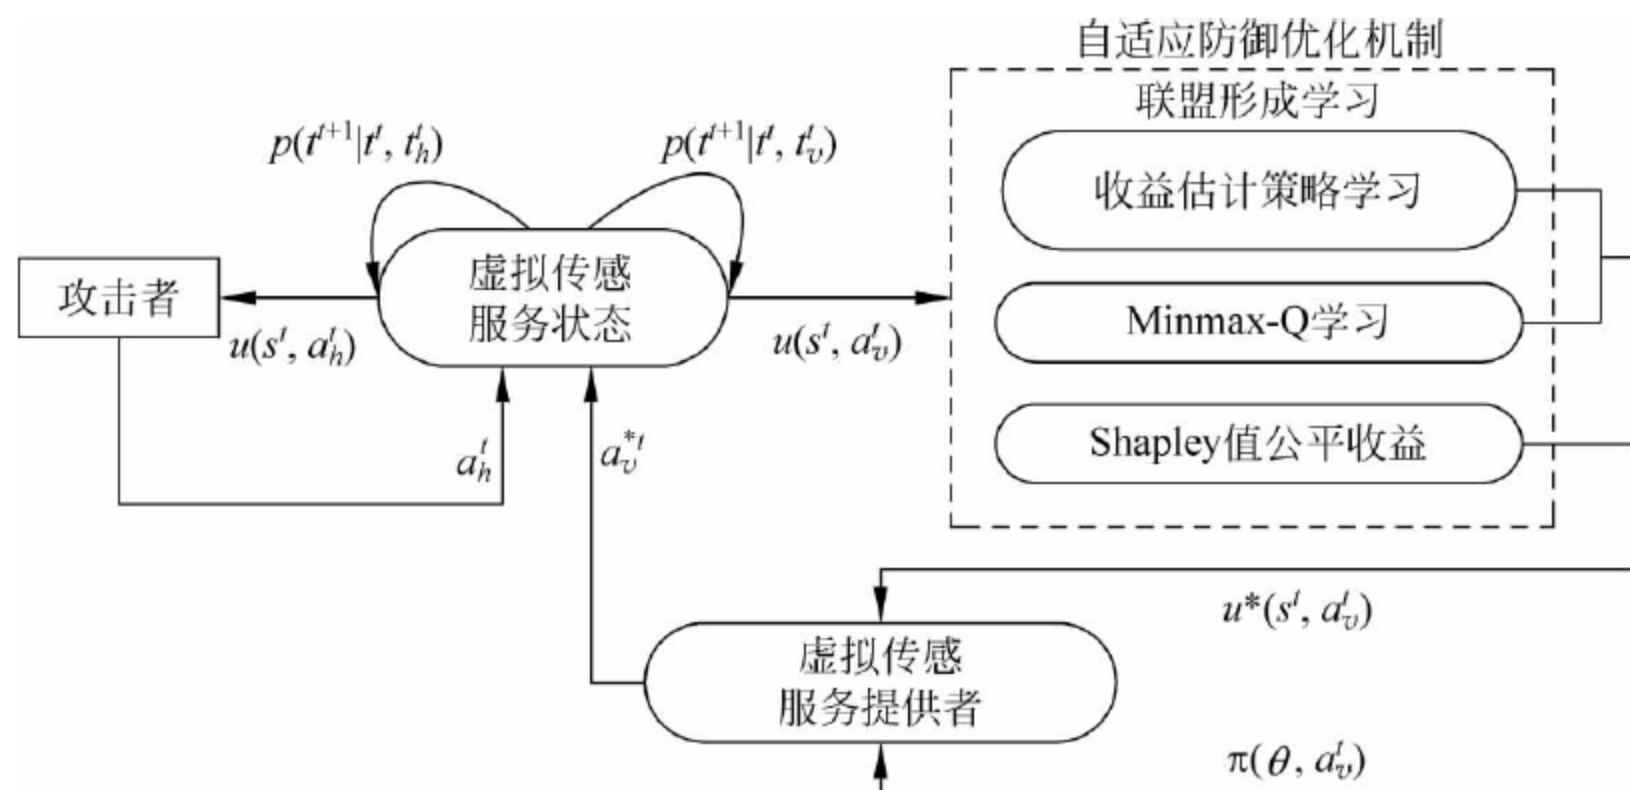 自适应防御优化机制
联盟形成学习
p(t^{t+1}|t^t, t_h^t)
p(t^{t+1}|t^t, t_v^t)
收益估计策略学习
攻击者
虚拟传感
服务状态
u(s^t, a_h^t)
u(s^t, a_v^t)
Minmax-Q学习
Shapley值公平收益
a_h^t
a_v^{*t}
u*(s^t, a_v^t)
虚拟传感
服务提供者
π(θ, a_v^t)